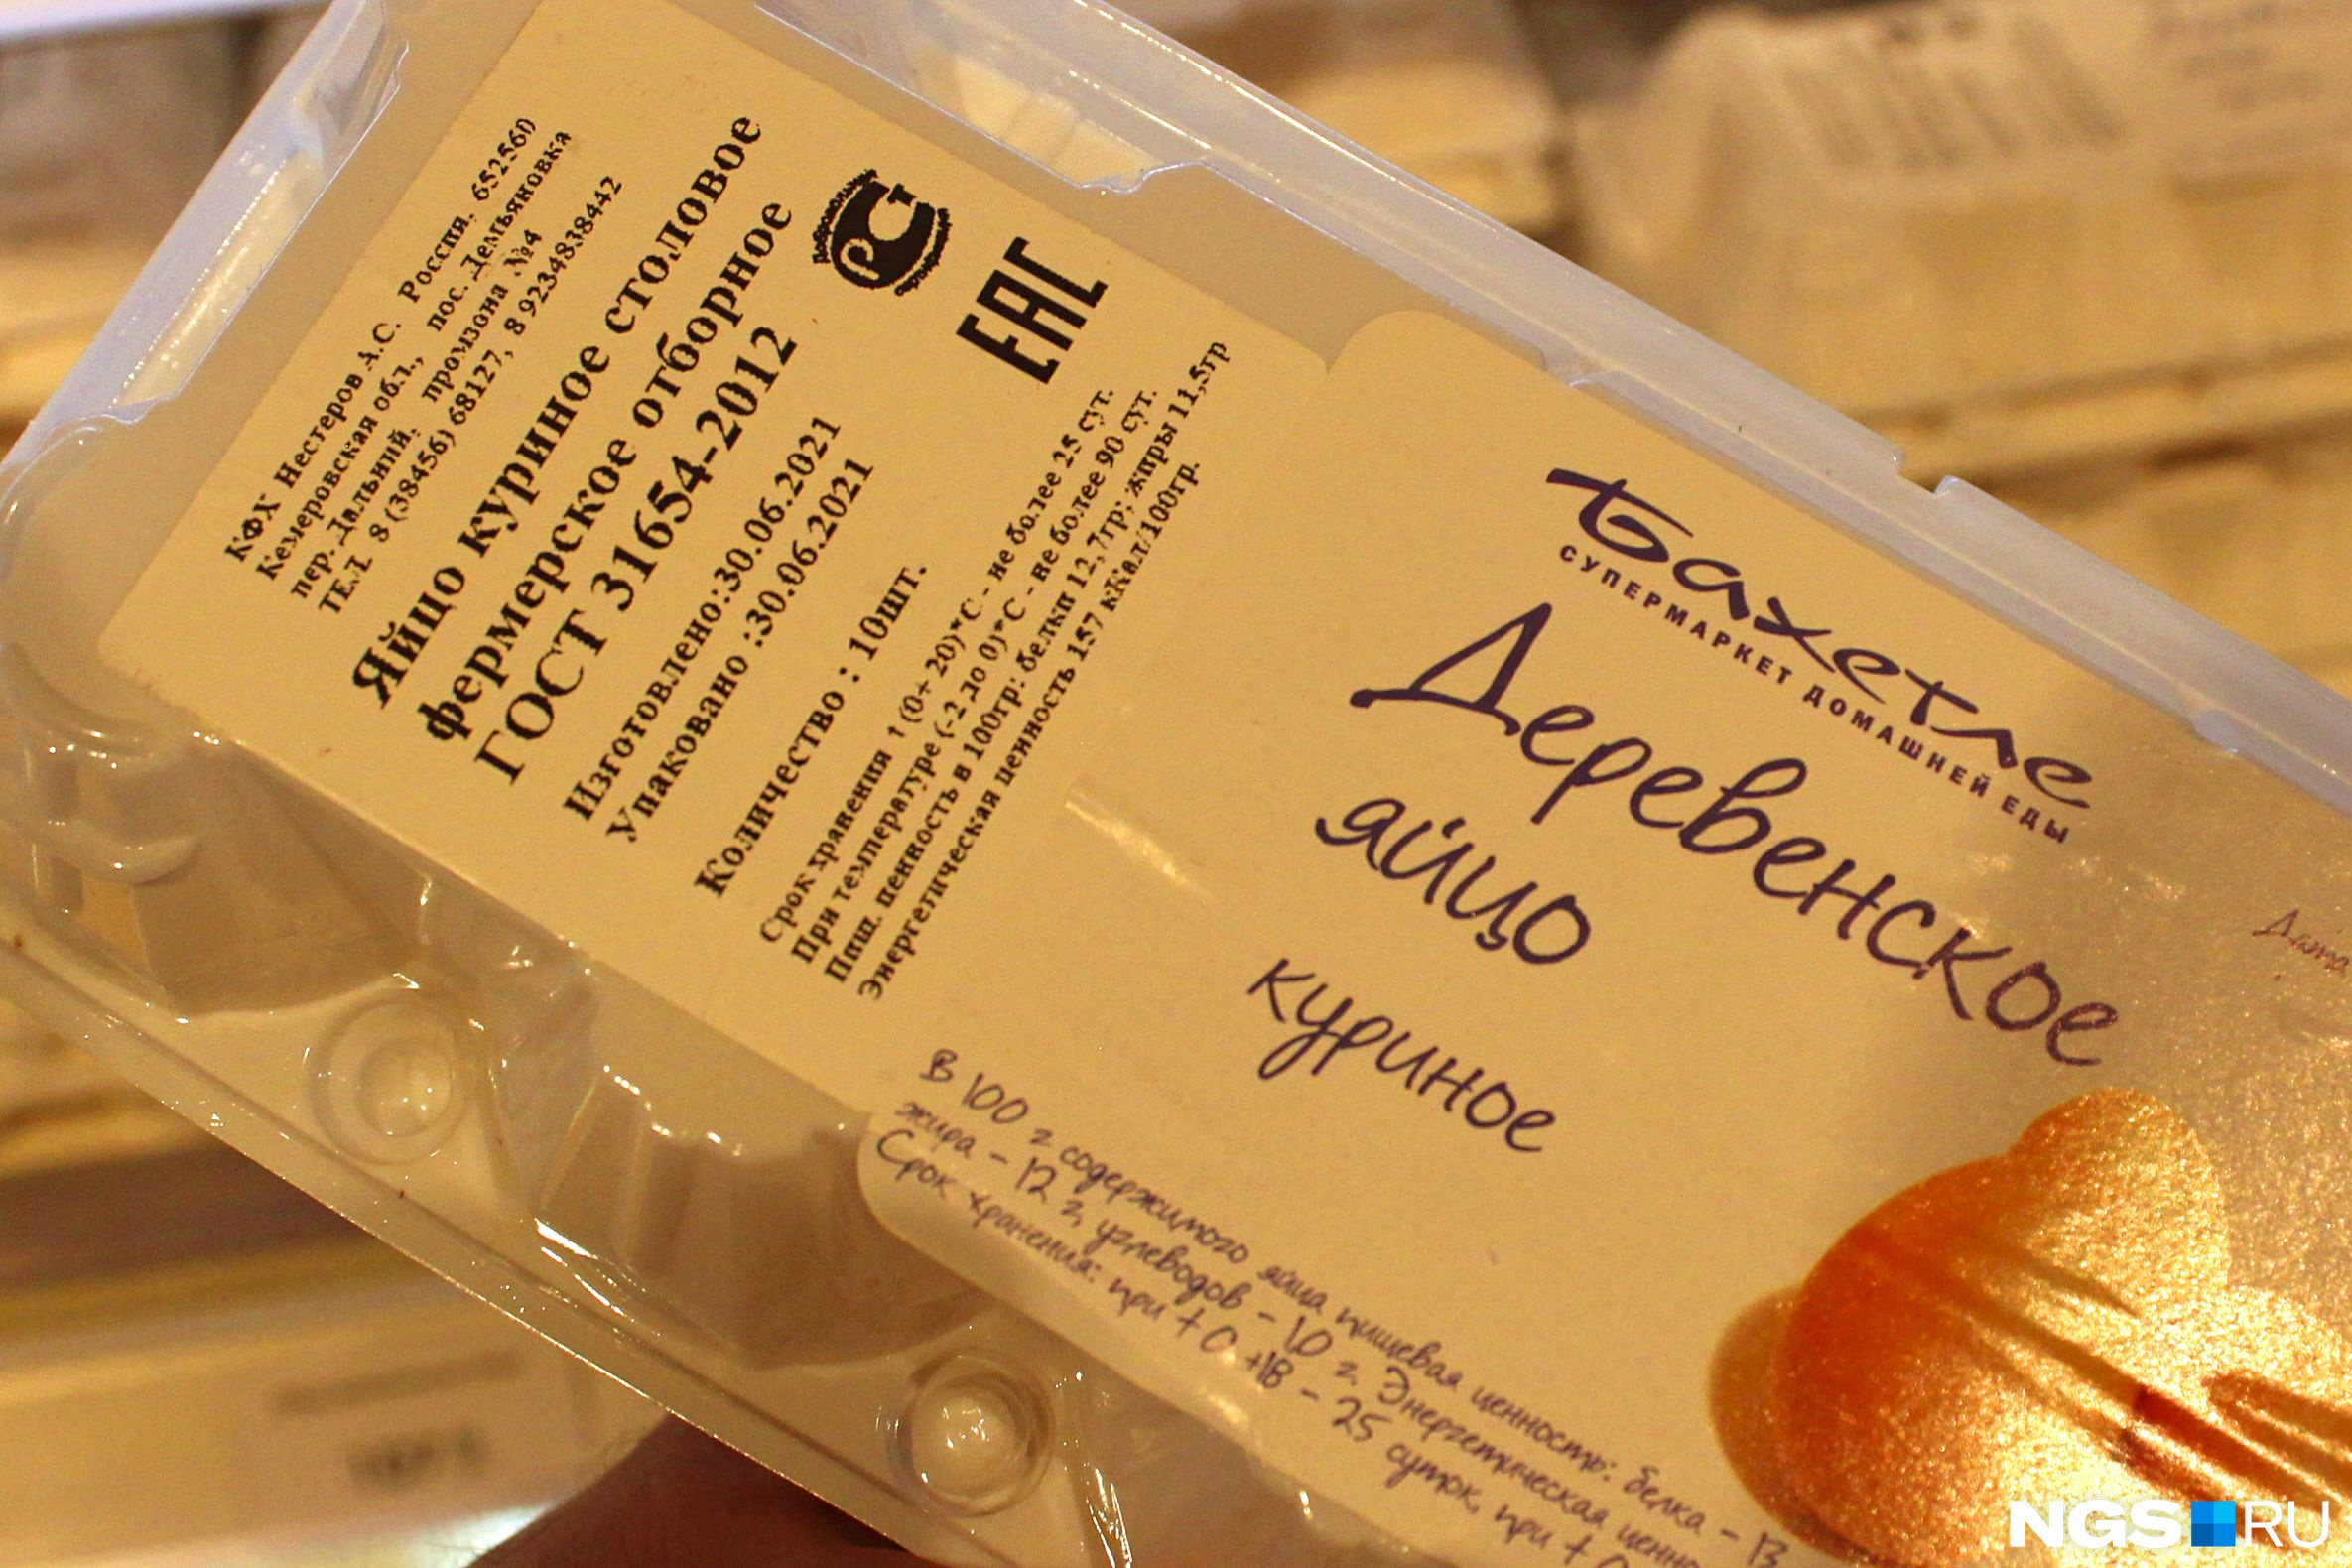 КФХ Нестеров А.С. Россия, 652560
Кемеровская обл., пос. Демьяновка
пер. Дальний, промзона №4
ТЕЛ. 8 (38456) 68127, 8 9234838442
Яйцо куриное столовое
фермерское отборное
ГОСТ 31654-2012
Изготовлено:30.06.2021
Упаковано :30.06.2021
Количество : 10шт.
Срок хранения t (0+ 20)*С - не более 25 сут.
При температуре (-2 до 0)*С - не более 90 сут.
Пищ. ценность в 100гр: белки 12,7гр; жиры 11,5гр
Энергетическая ценность 157 кКал/100гр.
РСТ
ЕАС
Бахетле
СУПЕРМАРКЕТ ДОМАШНЕЙ ЕДЫ
Деревенское
яйцо
куриное
Дата
В 100 г содержимого яйца пищевая ценность: белка – 13
жира – 12 г, углеводов – 1,0 г. Энергетическая
Срок хранения: при + 0 +18 – 25 суток, при +
NGS RU